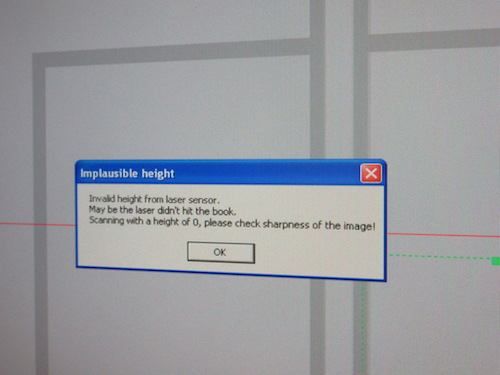 Implausible height
Invalid height from laser sensor.
May be the laser didn't hit the book.
Scanning with a height of 0, please check sharpness of the image!
OK